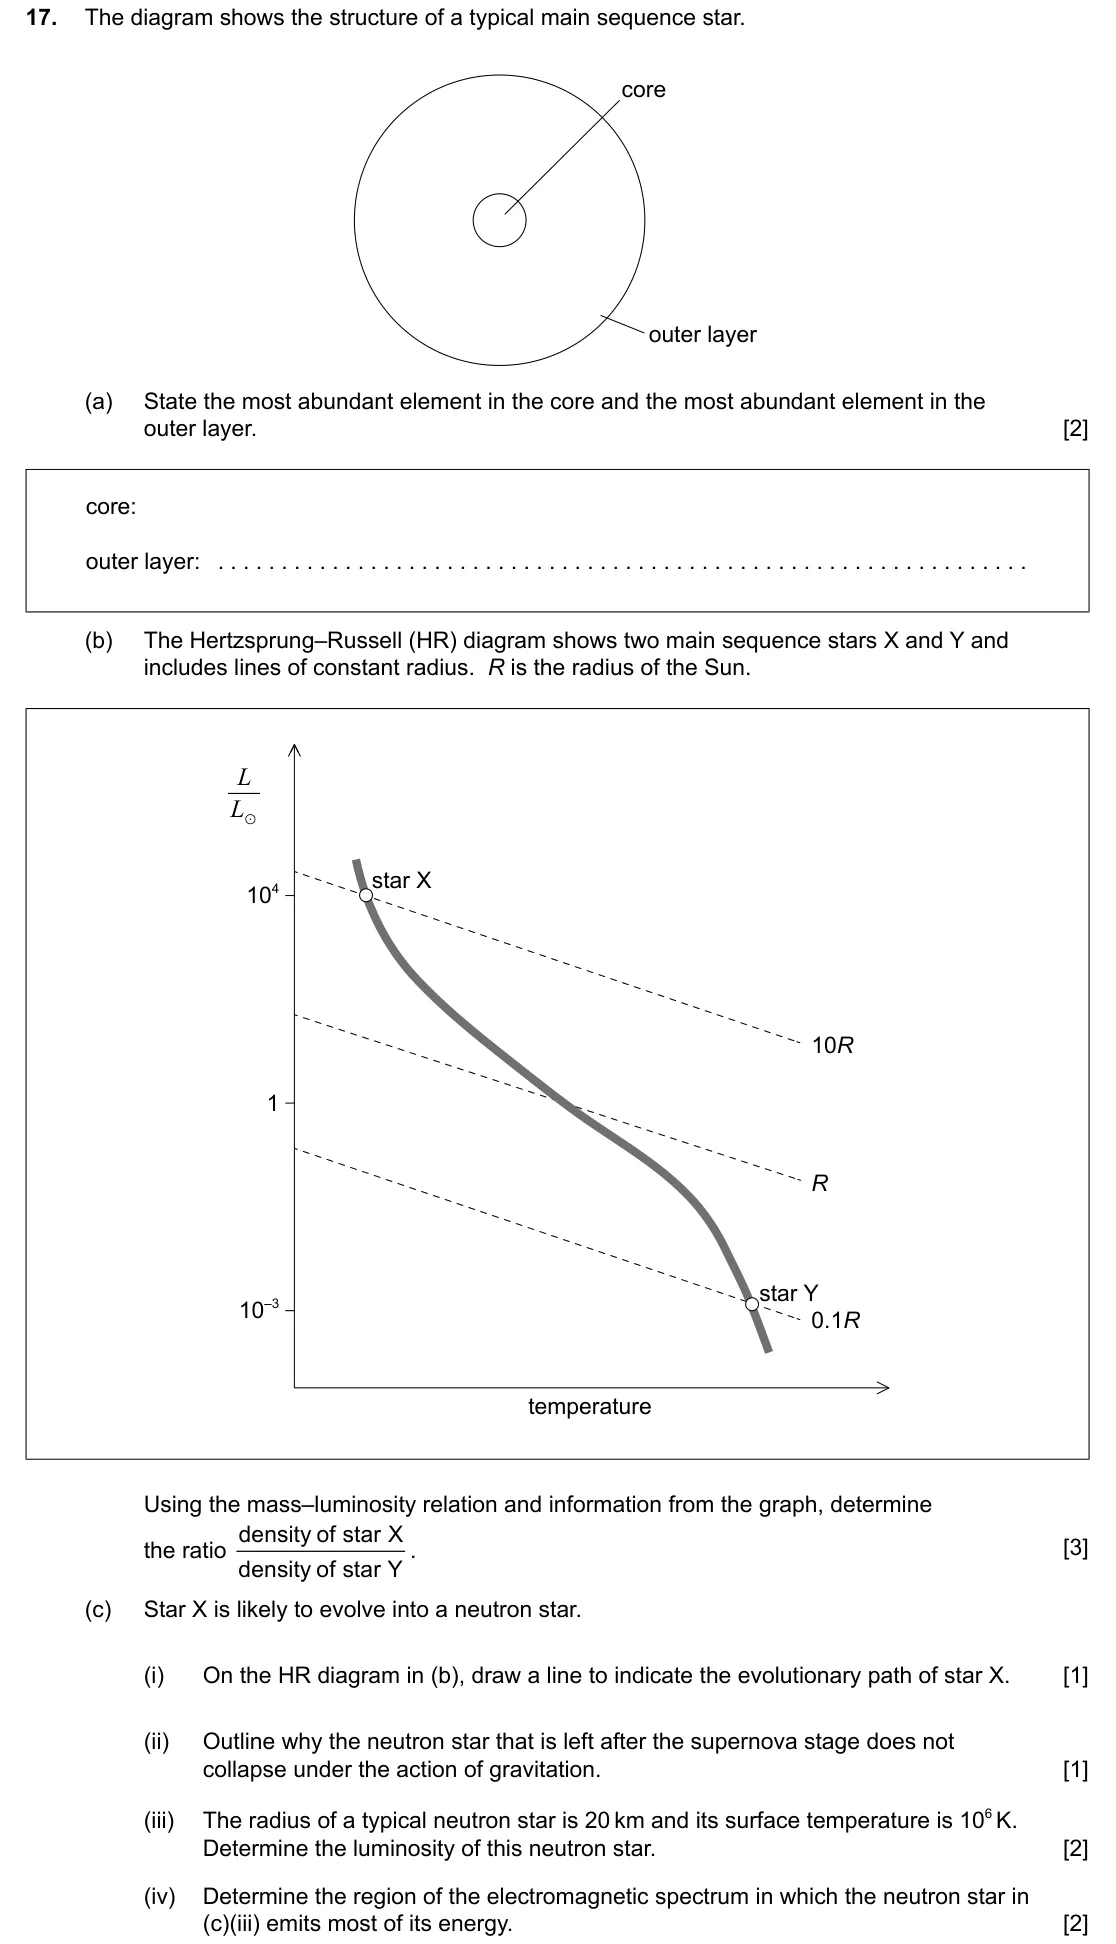 17. The diagram shows the structure of a typical main sequence star.
core
outer layer
(a) State the most abundant element in the core and the most abundant element in the
outer layer. [2]
core:
outer layer: . . . . . . . . . . . . . . . . . . . . . . . . . . . . . . . . . . . . . . . . . . . . . . . . . . . . . . . . . . . . . . . . . .
(b) The Hertzsprung–Russell (HR) diagram shows two main sequence stars X and Y and
includes lines of constant radius. R is the radius of the Sun.
L
L⊙
star X
10⁴
10R
1
R
star Y
10⁻³
0.1R
temperature
Using the mass–luminosity relation and information from the graph, determine
the ratio density of star X
density of star Y . [3]
(c) Star X is likely to evolve into a neutron star.
(i) On the HR diagram in (b), draw a line to indicate the evolutionary path of star X. [1]
(ii) Outline why the neutron star that is left after the supernova stage does not
collapse under the action of gravitation. [1]
(iii) The radius of a typical neutron star is 20 km and its surface temperature is 10⁶ K.
Determine the luminosity of this neutron star. [2]
(iv) Determine the region of the electromagnetic spectrum in which the neutron star in
(c)(iii) emits most of its energy. [2]